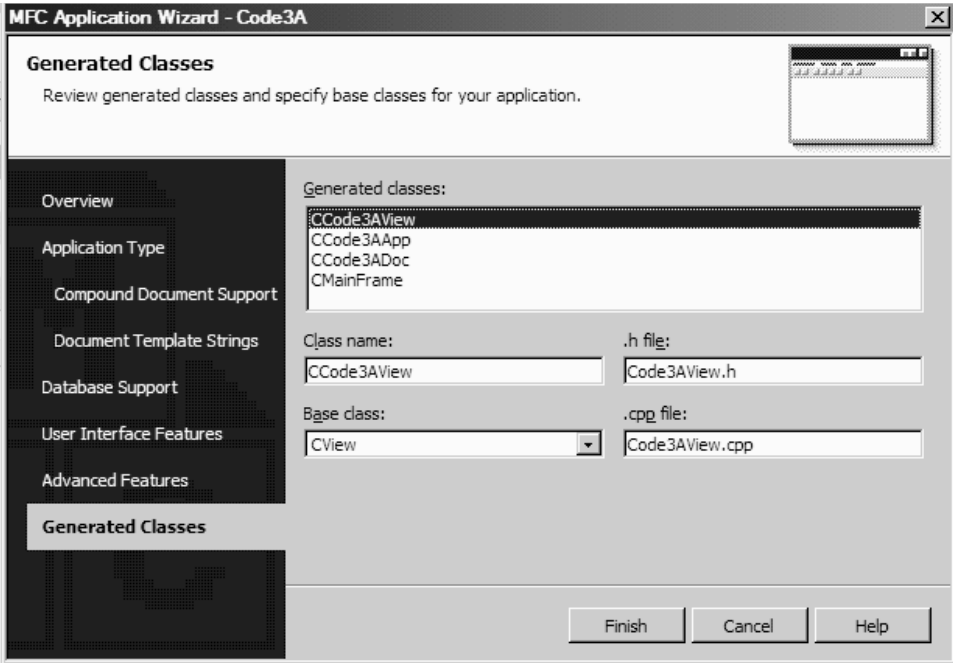 MFC Application Wizard - Code3A
Generated Classes
Review generated classes and specify base classes for your application.
Overview
Application Type
Compound Document Support
Document Template Strings
Database Support
User Interface Features
Advanced Features
Generated Classes
Generated classes:
CCode3AView
CCode3AApp
CCode3ADoc
CMainFrame
Class name:
CCode3AView
.h file:
Code3AView.h
Base class:
CView
.cpp file:
Code3AView.cpp
Finish
Cancel
Help